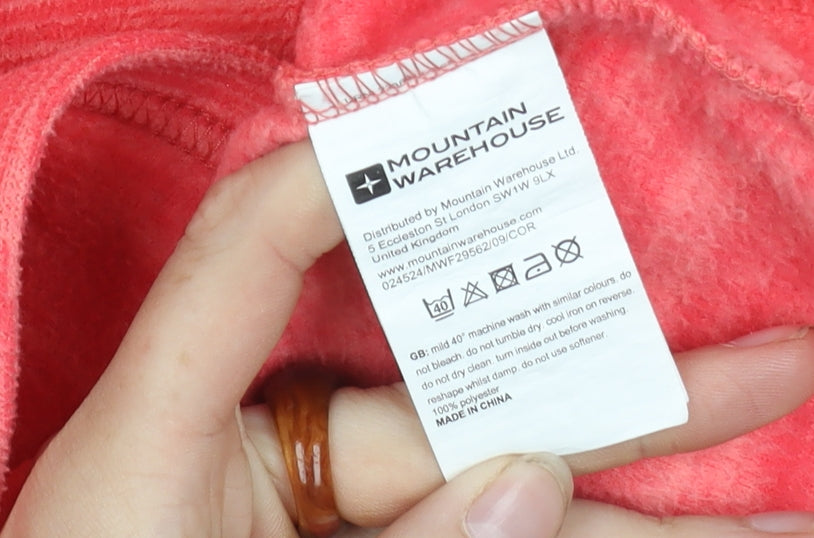 MOUNTAIN
WAREHOUSE
Distributed by Mountain Warehouse Ltd.
5 Eccleston St London SW1W 9LX
United Kingdom
www.mountainwarehouse.com
024524/MWF29562/09/COR
40
GB: mild 40° machine wash with similar colours. do
not bleach. do not tumble dry. cool iron on reverse.
do not dry clean. turn inside out before washing.
reshape whilst damp. do not use softener.
100% polyester
MADE IN CHINA